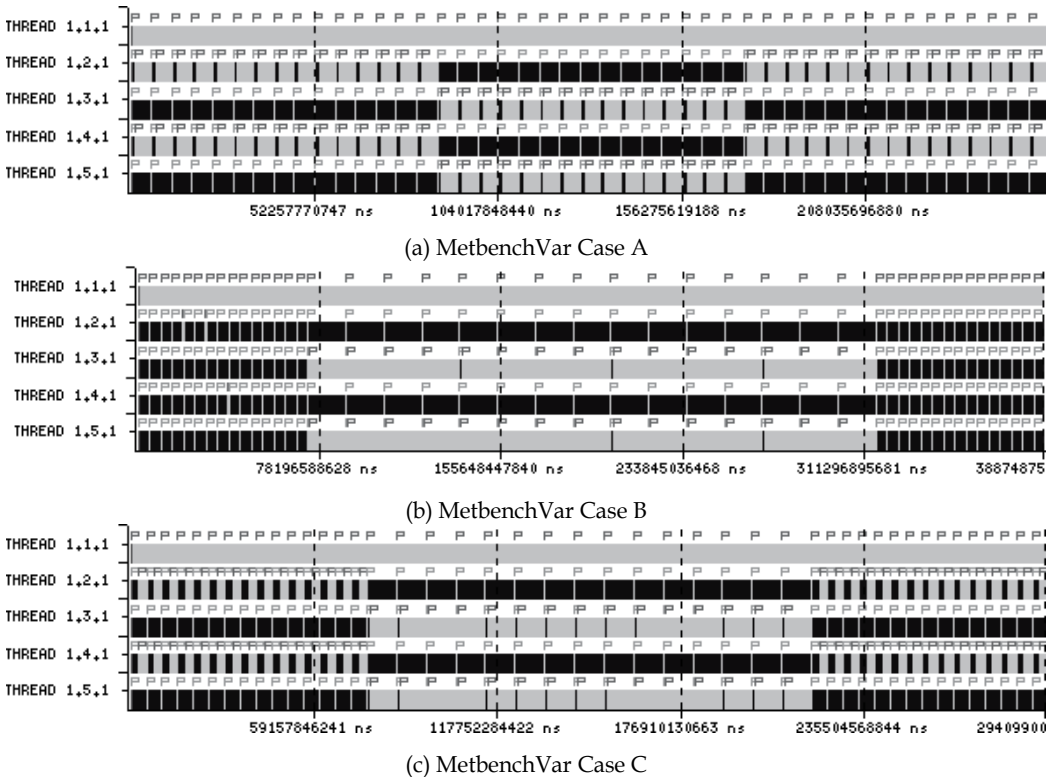 THREAD 1.1.1
THREAD 1.2.1
THREAD 1.3.1
THREAD 1.4.1
THREAD 1.5.1
52257770747 ns 104017848440 ns 156275619188 ns 208035696880 ns
(a) MetbenchVar Case A
THREAD 1.1.1
THREAD 1.2.1
THREAD 1.3.1
THREAD 1.4.1
THREAD 1.5.1
78196588628 ns 155648447840 ns 233845036468 ns 311296895681 ns 38874875
(b) MetbenchVar Case B
THREAD 1.1.1
THREAD 1.2.1
THREAD 1.3.1
THREAD 1.4.1
THREAD 1.5.1
59157846241 ns 117752284422 ns 176910130663 ns 235504568844 ns 29409900
(c) MetbenchVar Case C